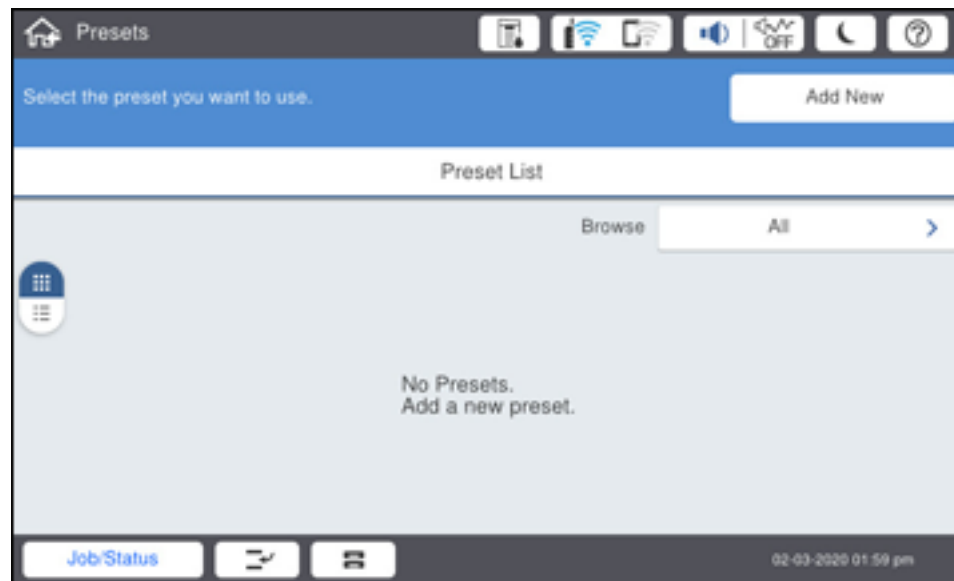 Presets
OFF
Select the preset you want to use.
Add New
Preset List
Browse
All
No Presets.
Add a new preset.
Job/Status
02-03-2020 01:59 pm